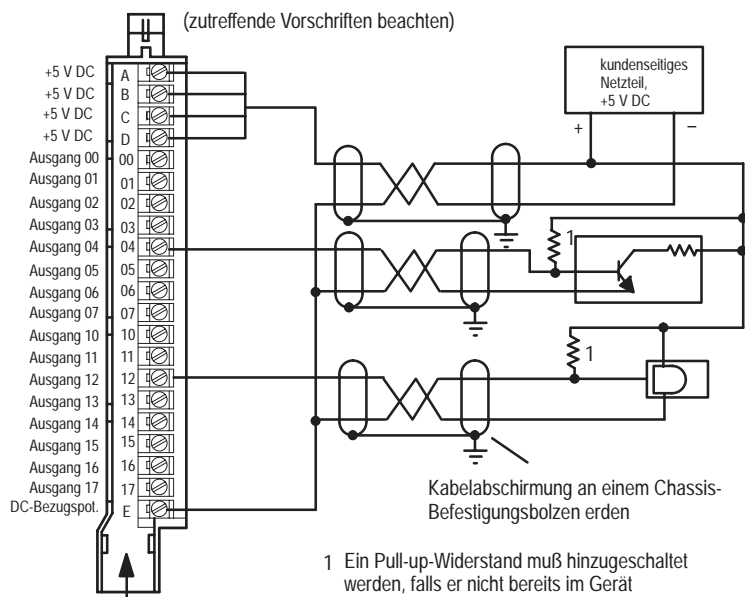 (zutreffende Vorschriften beachten)
kundenseitiges
Netzteil,
+5 V DC
+ –
+5 V DC A
+5 V DC B
+5 V DC C
+5 V DC D
Ausgang 00 00
Ausgang 01 01
Ausgang 02 02
Ausgang 03 03
Ausgang 04 04
Ausgang 05 05
Ausgang 06 06
Ausgang 07 07
Ausgang 10 10
Ausgang 11 11
Ausgang 12 12
Ausgang 13 13
Ausgang 14 14
Ausgang 15 15
Ausgang 16 16
Ausgang 17 17
DC-Bezugspot. E
1
1
Kabelabschirmung an einem Chassis-
Befestigungsbolzen erden
1 Ein Pull-up-Widerstand muß hinzugeschaltet
werden, falls er nicht bereits im Gerät